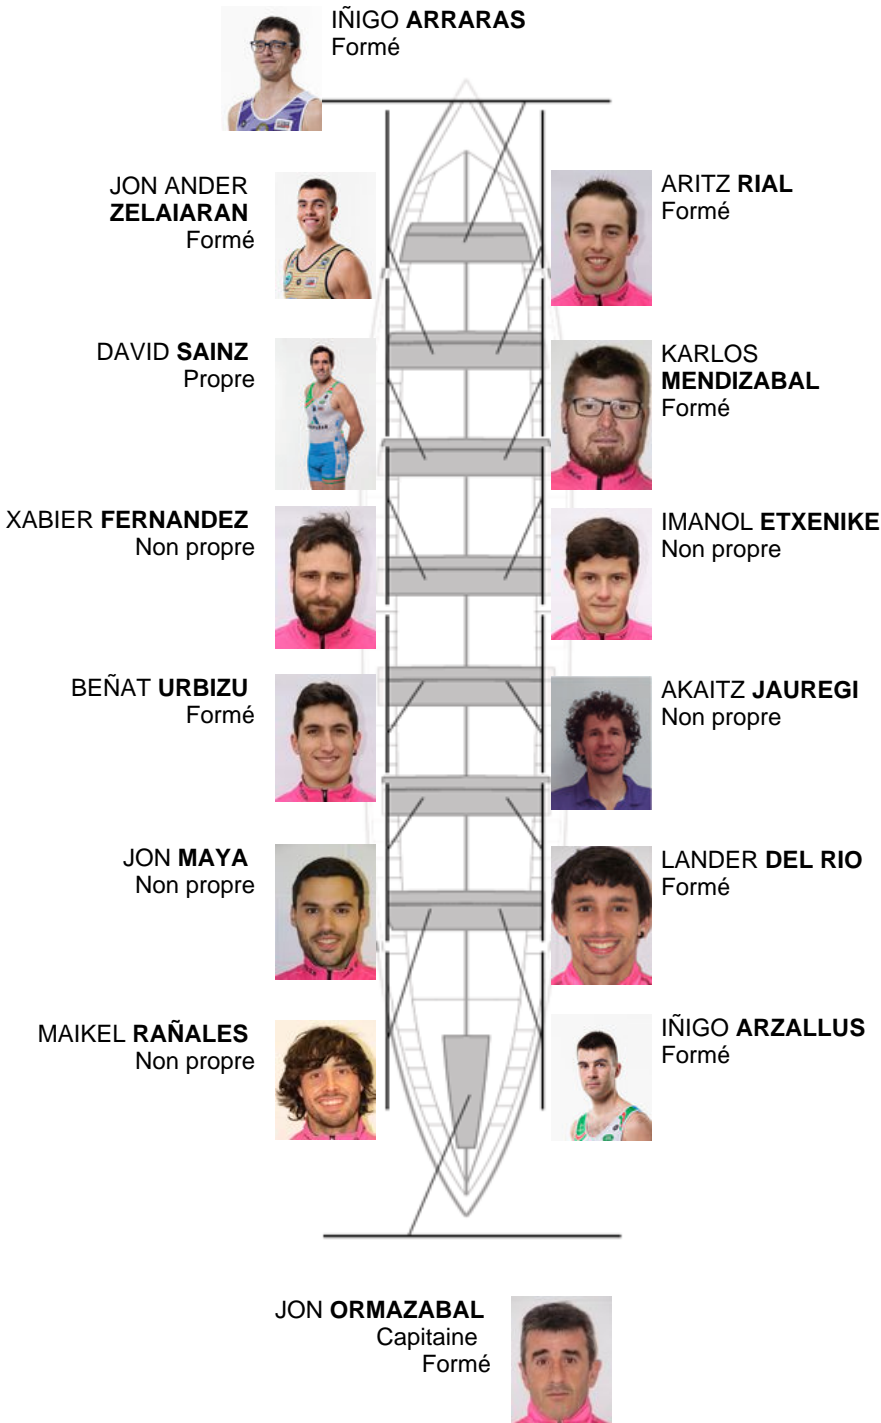 IÑIGO ARRARAS
Formé
JON ANDER
ZELAIARAN
Formé
ARITZ RIAL
Formé
DAVID SAINZ
Propre
KARLOS
MENDIZABAL
Formé
XABIER FERNANDEZ
Non propre
IMANOL ETXENIKE
Non propre
BEÑAT URBIZU
Formé
AKAITZ JAUREGI
Non propre
JON MAYA
Non propre
LANDER DEL RIO
Formé
MAIKEL RAÑALES
Non propre
IÑIGO ARZALLUS
Formé
JON ORMAZABAL
Capitaine
Formé